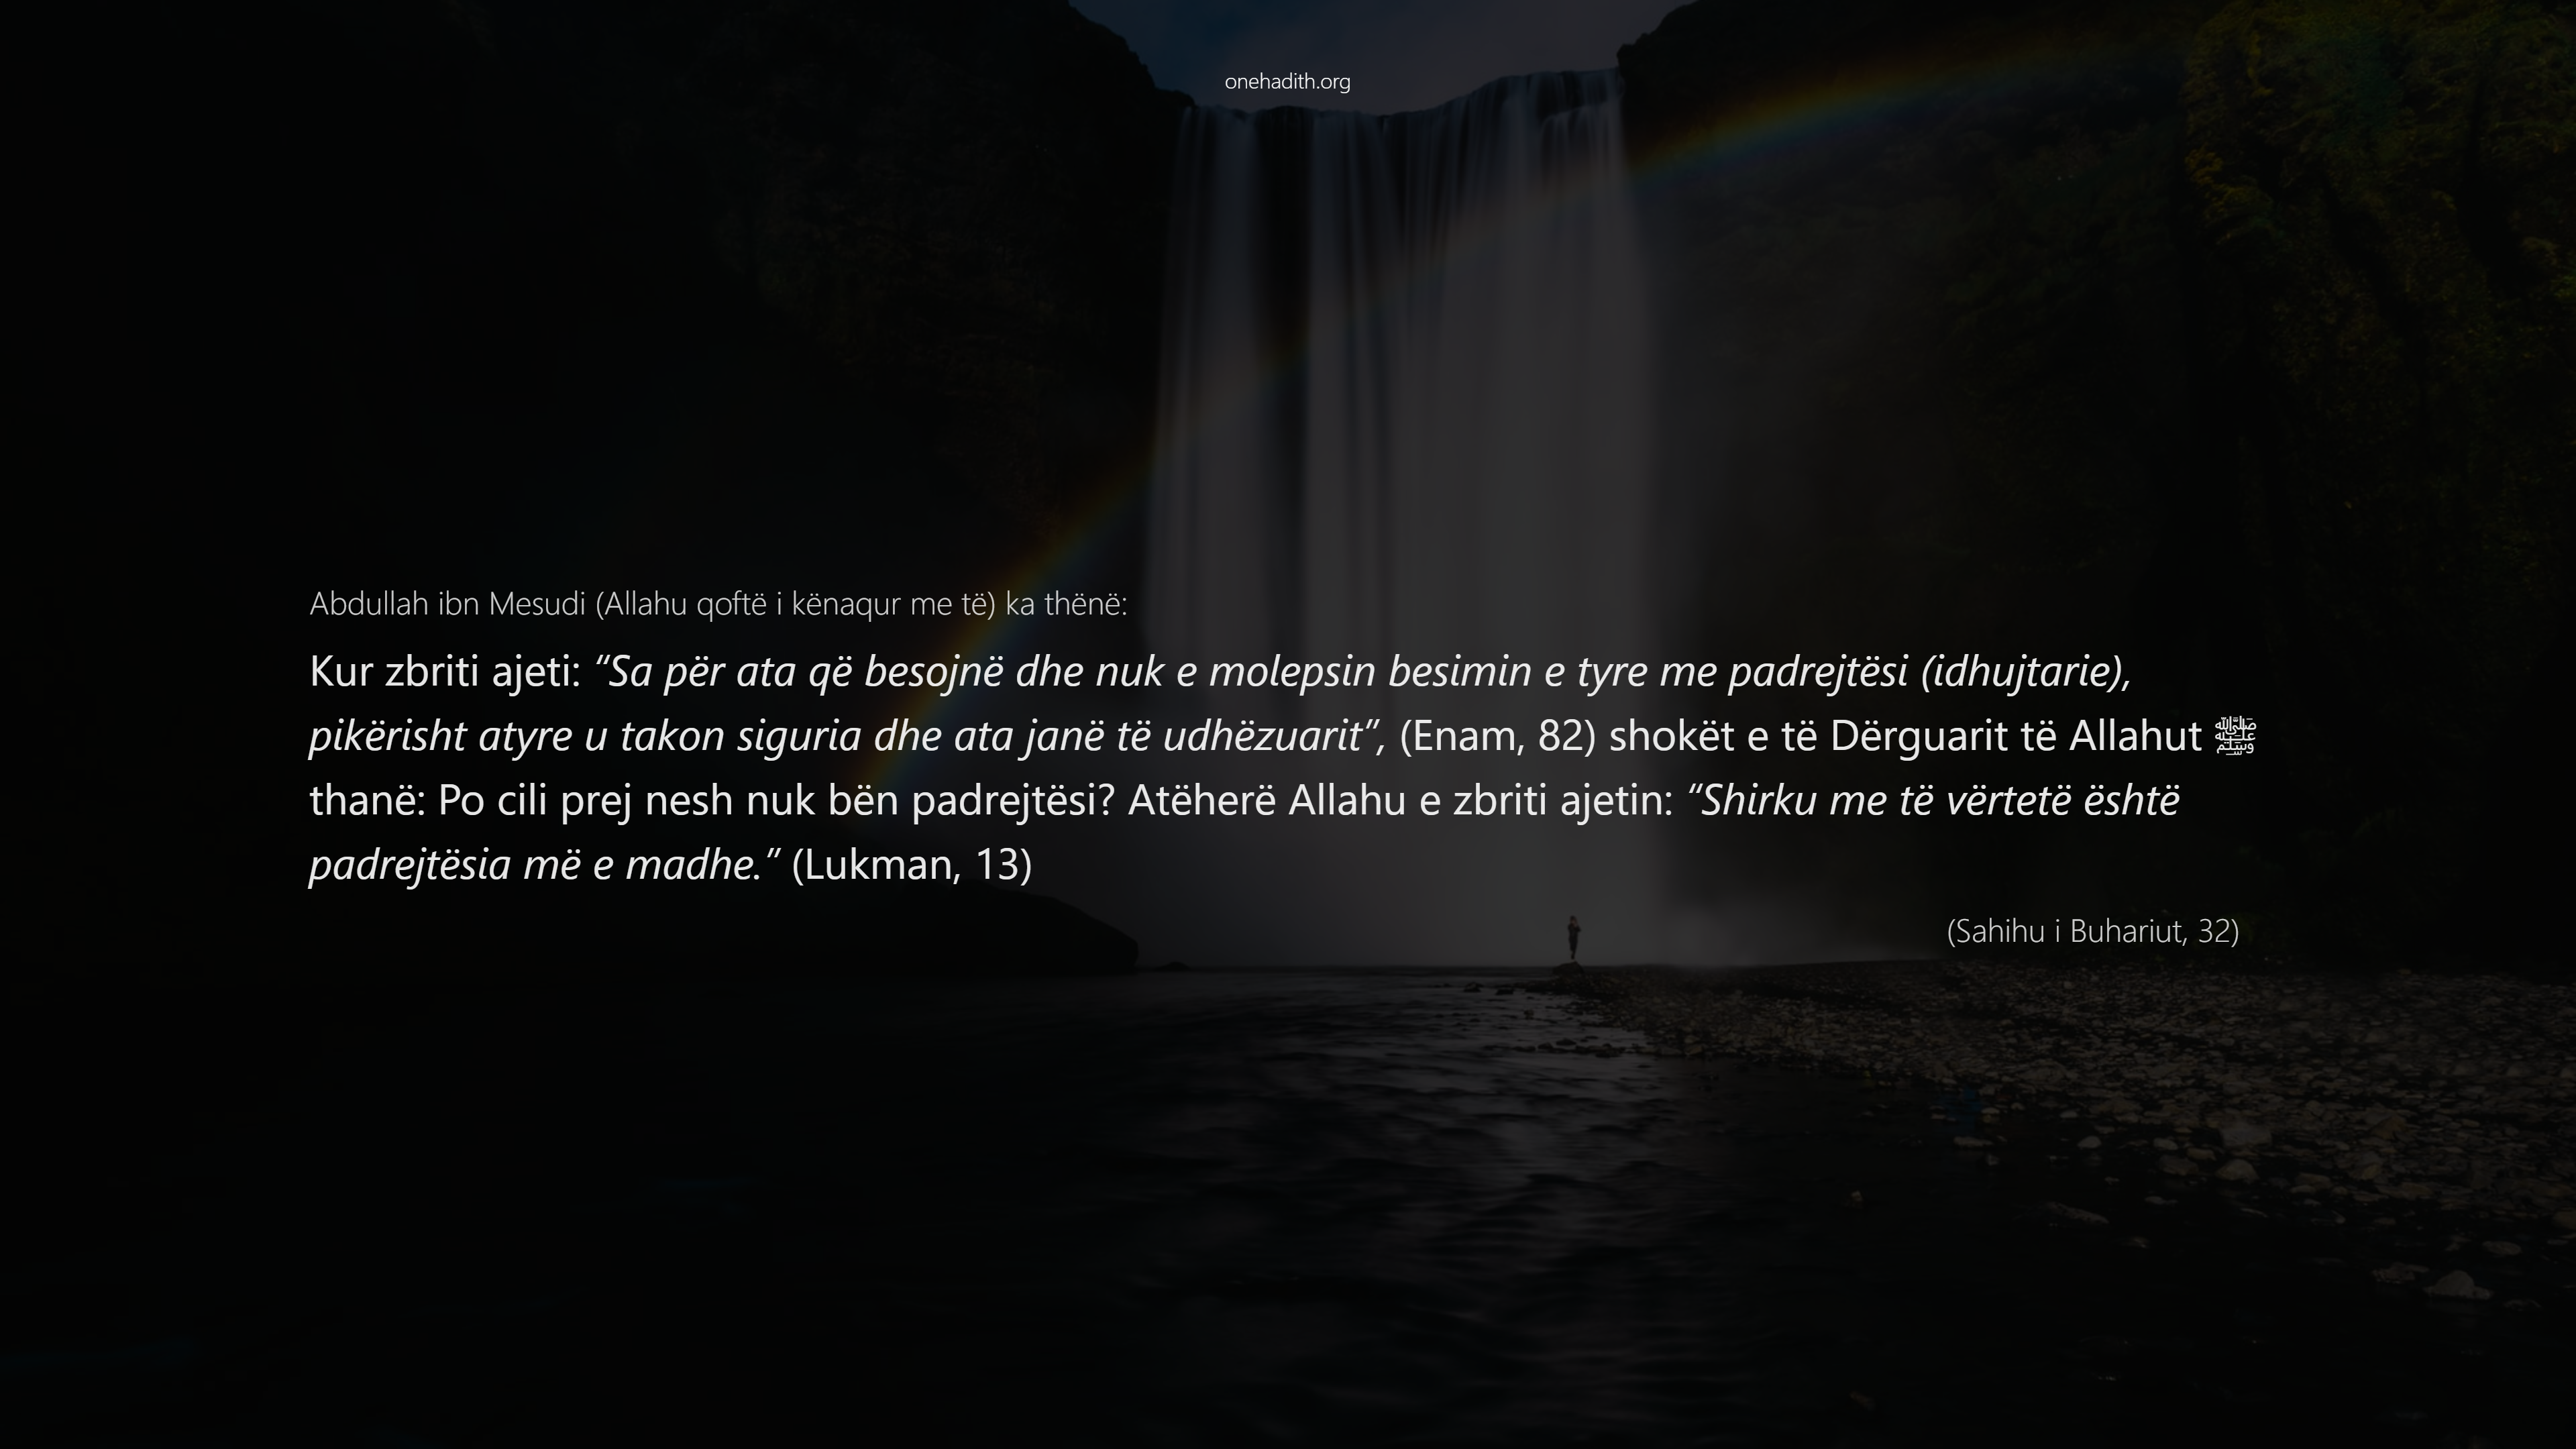 onehadith.org
Abdullah ibn Mesudi (Allahu qoftë i kënaqur me të) ka thënë:
Kur zbriti ajeti: “Sa për ata që besojnë dhe nuk e molepsin besimin e tyre me padrejtësi (idhujtarie),
pikërisht atyre u takon siguria dhe ata janë të udhëzuarit”, (Enam, 82) shokët e të Dërguarit të Allahut ﷺ
thanë: Po cili prej nesh nuk bën padrejtësi? Atëherë Allahu e zbriti ajetin: “Shirku me të vërtetë është
padrejtësia më e madhe.” (Lukman, 13)
(Sahihu i Buhariut, 32)